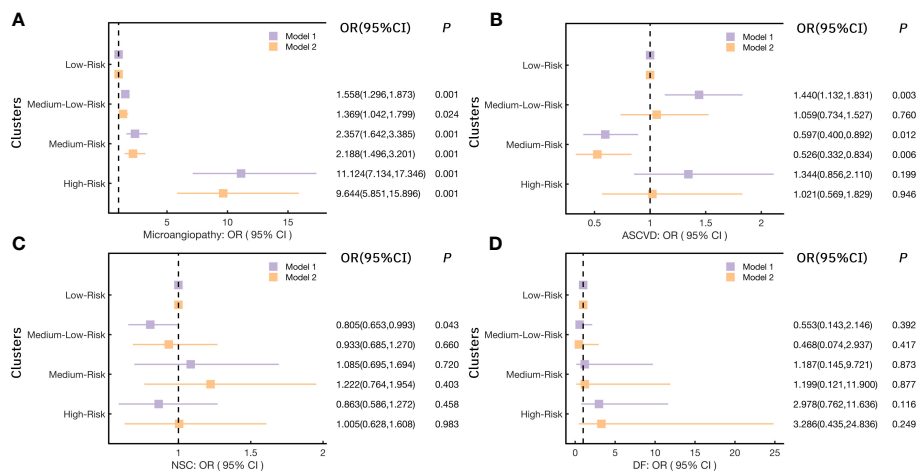 A
OR(95%CI) P
Model 1
Model 2
Low-Risk
1.558(1.296,1.873) 0.001
Medium-Low-Risk
1.369(1.042,1.799) 0.024
2.357(1.642,3.385) 0.001
Medium-Risk
2.188(1.496,3.201) 0.001
11.124(7.134,17.346) 0.001
High-Risk
9.644(5.851,15.896) 0.001
Clusters
5 10 15
Microangiopathy: OR ( 95% CI )
B
OR(95%CI) P
Model 1
Model 2
Low-Risk
1.440(1.132,1.831) 0.003
Medium-Low-Risk
1.059(0.734,1.527) 0.760
0.597(0.400,0.892) 0.012
Medium-Risk
0.526(0.332,0.834) 0.006
1.344(0.856,2.110) 0.199
High-Risk
1.021(0.569,1.829) 0.946
Clusters
0.5 1 1.5 2
ASCVD: OR ( 95% CI )
C
OR(95%CI) P
Model 1
Model 2
Low-Risk
0.805(0.653,0.993) 0.043
Medium-Low-Risk
0.933(0.685,1.270) 0.660
1.085(0.695,1.694) 0.720
Medium-Risk
1.222(0.764,1.954) 0.403
0.863(0.586,1.272) 0.458
High-Risk
1.005(0.628,1.608) 0.983
Clusters
1 1.5 2
NSC: OR ( 95% CI )
D
OR(95%CI) P
Model 1
Model 2
Low-Risk
0.553(0.143,2.146) 0.392
Medium-Low-Risk
0.468(0.074,2.937) 0.417
1.187(0.145,9.721) 0.873
Medium-Risk
1.199(0.121,11.900) 0.877
2.978(0.762,11.636) 0.116
High-Risk
3.286(0.435,24.836) 0.249
Clusters
0 5 10 15 20 25
DF: OR ( 95% CI )